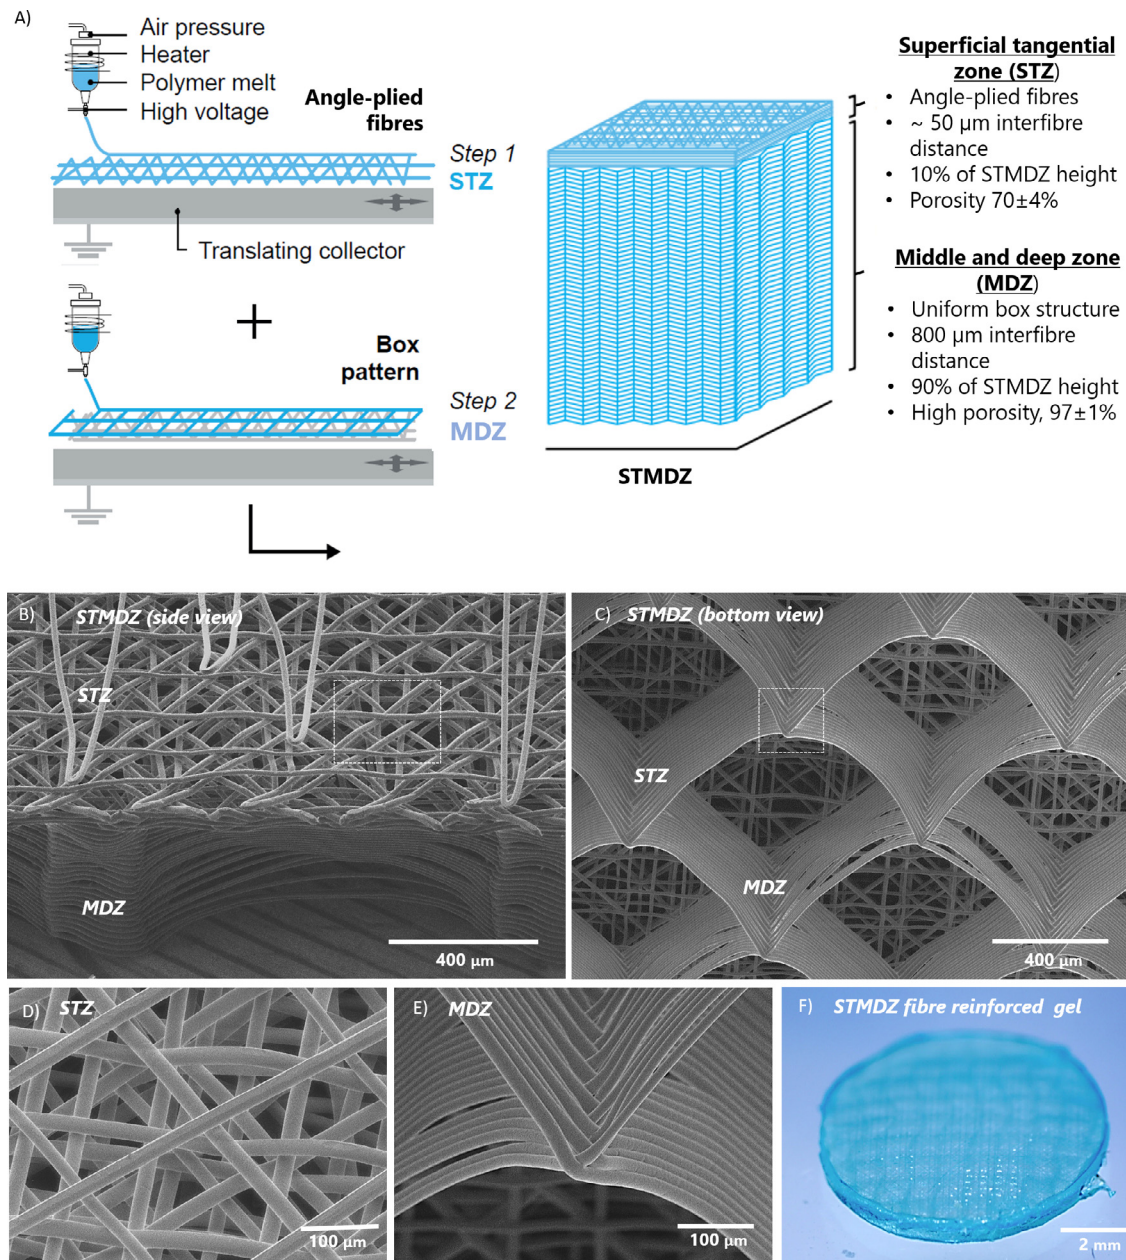 A)
Air pressure
Heater
Polymer melt
High voltage
Angle-plied
fibres
Step 1
STZ
Translating collector
+
Box
pattern
Step 2
MDZ
STMDZ
Superficial tangential
zone (STZ)
• Angle-plied fibres
• ~ 50 µm interfibre
distance
• 10% of STMDZ height
• Porosity 70±4%
Middle and deep zone
(MDZ)
• Uniform box structure
• 800 µm interfibre
distance
• 90% of STMDZ height
• High porosity, 97±1%
B) STMDZ (side view)
STZ
MDZ
400 µm
C) STMDZ (bottom view)
STZ
MDZ
400 µm
D) STZ
100 µm
E) MDZ
100 µm
F) STMDZ fibre reinforced gel
2 mm